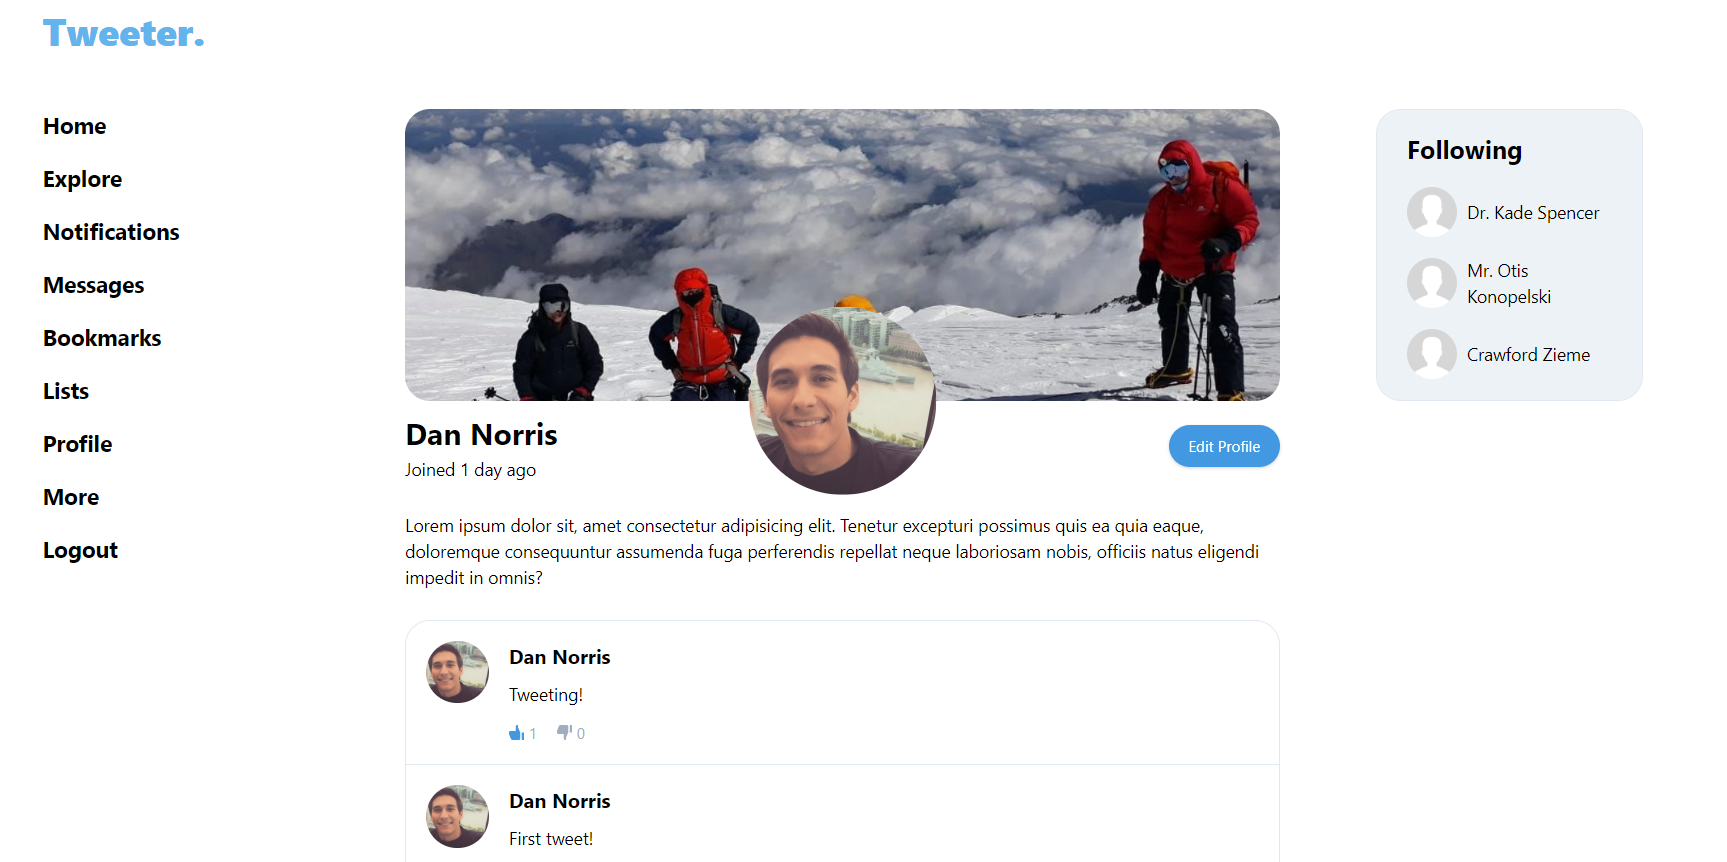 Tweeter.
Home
Explore
Notifications
Messages
Bookmarks
Lists
Profile
More
Logout
Dan Norris
Joined 1 day ago
Edit Profile
Lorem ipsum dolor sit, amet consectetur adipisicing elit. Tenetur excepturi possimus quis ea quia eaque,
doloremque consequuntur assumenda fuga perferendis repellat neque laboriosam nobis, officiis natus eligendi
impedit in omnis?
Dan Norris
Tweeting!
1 0
Dan Norris
First tweet!
Following
Dr. Kade Spencer
Mr. Otis
Konopelski
Crawford Zieme